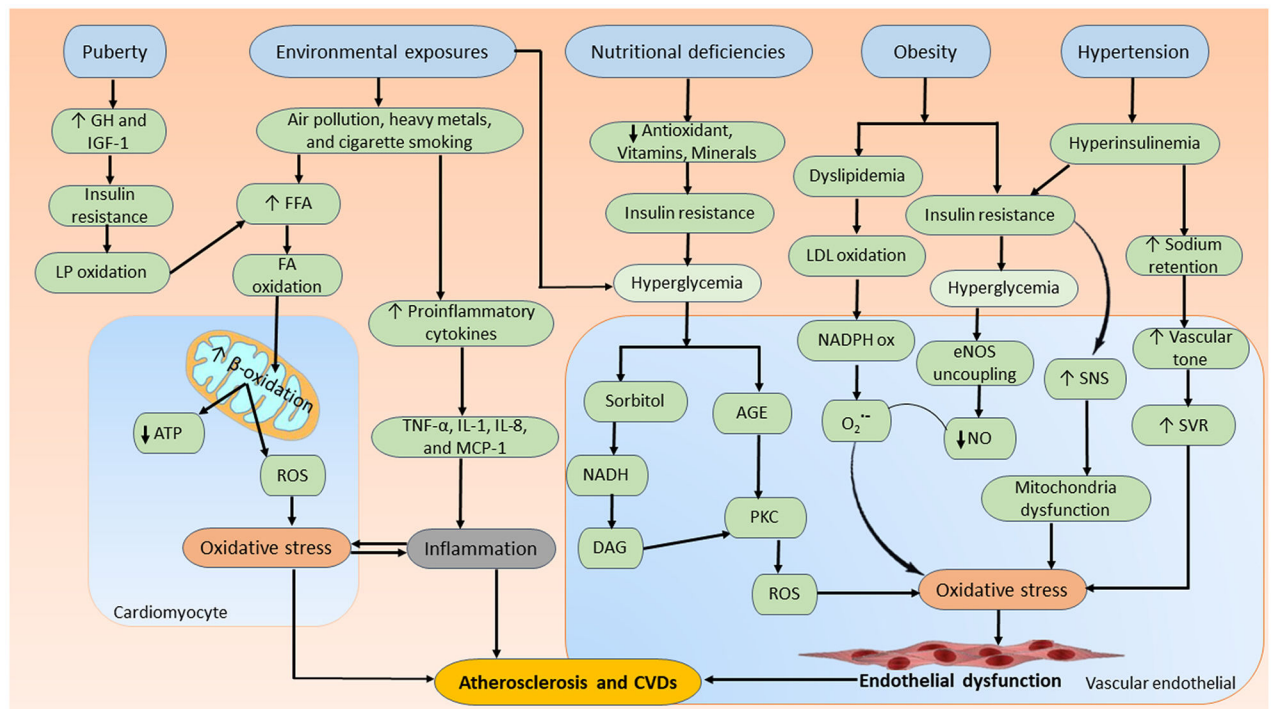 Puberty
Environmental exposures
Nutritional deficiencies
Obesity
Hypertension
↑ GH and
IGF-1
Insulin
resistance
LP oxidation
Air pollution, heavy metals,
and cigarette smoking
↑ FFA
FA
oxidation
↑ β-oxidation
↓ ATP
ROS
Oxidative stress
Cardiomyocyte
↑ Proinflammatory
cytokines
TNF-α, IL-1, IL-8,
and MCP-1
Inflammation
↓ Antioxidant,
Vitamins, Minerals
Insulin resistance
Hyperglycemia
Sorbitol
NADH
DAG
AGE
PKC
ROS
Dyslipidemia
LDL oxidation
NADPH ox
O₂•−
Insulin resistance
Hyperglycemia
eNOS
uncoupling
↓ NO
Hyperinsulinemia
↑ SNS
Mitochondria
dysfunction
↑ Sodium
retention
↑ Vascular
tone
↑ SVR
Oxidative stress
Endothelial dysfunction
Vascular endothelial
Atherosclerosis and CVDs